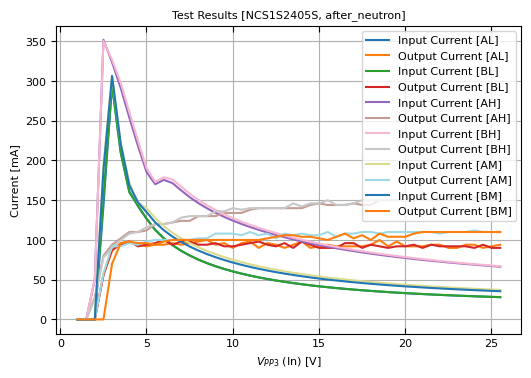 Test Results [NCS1S2405S, after_neutron]
Current [mA]
350
300
250
200
150
100
50
0
Input Current [AL]
Output Current [AL]
Input Current [BL]
Output Current [BL]
Input Current [AH]
Output Current [AH]
Input Current [BH]
Output Current [BH]
Input Current [AM]
Output Current [AM]
Input Current [BM]
Output Current [BM]
0 5 10 15 20 25
VPP3 (In) [V]